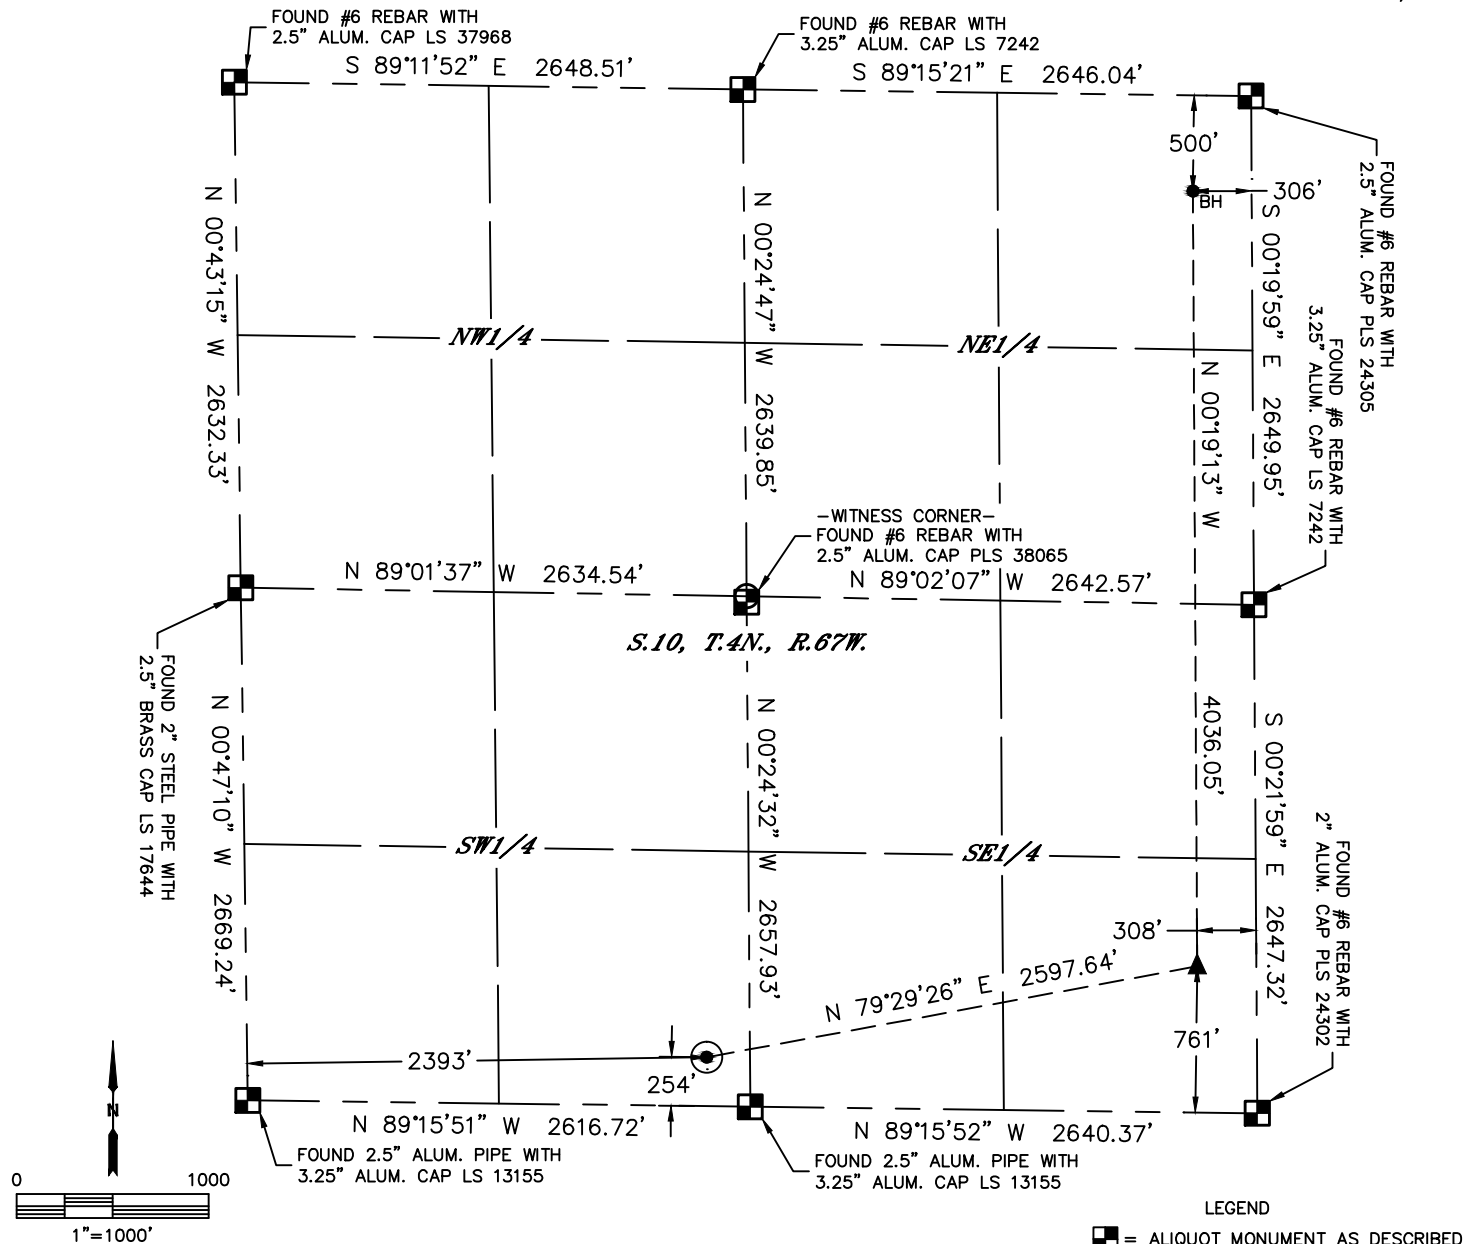 FOUND #6 REBAR WITH
2.5" ALUM. CAP LS 37968
S 89°11'52" E 2648.51'
FOUND #6 REBAR WITH
3.25" ALUM. CAP LS 7242
S 89°15'21" E 2646.04'
500'
306'
BH
FOUND #6 REBAR WITH
2.5" ALUM. CAP PLS 24305
N 00°43'15" W 2632.33'
N 00°24'47" W 2639.85'
S 00°19'59" E 2649.95'
N 00°19'13" W 4036.05'
FOUND #6 REBAR WITH
3.25" ALUM. CAP LS 7242
NW1/4
NE1/4
-WITNESS CORNER-
FOUND #6 REBAR WITH
2.5" ALUM. CAP PLS 38065
N 89°01'37" W 2634.54'
N 89°02'07" W 2642.57'
S.10, T.4N., R.67W.
FOUND 2" STEEL PIPE WITH
2.5" BRASS CAP LS 17644
N 00°47'10" W 2669.24'
N 00°24'32" W 2657.93'
S 00°21'59" E 2647.32'
FOUND #6 REBAR WITH
2" ALUM. CAP PLS 24302
SW1/4
SE1/4
308'
N 79°29'26" E 2597.64'
761'
2393'
254'
N 89°15'51" W 2616.72'
N 89°15'52" W 2640.37'
FOUND 2.5" ALUM. PIPE WITH
3.25" ALUM. CAP LS 13155
FOUND 2.5" ALUM. PIPE WITH
3.25" ALUM. CAP LS 13155
N
0 1000
1"=1000'
LEGEND
= ALIQUOT MONUMENT AS DESCRIBED